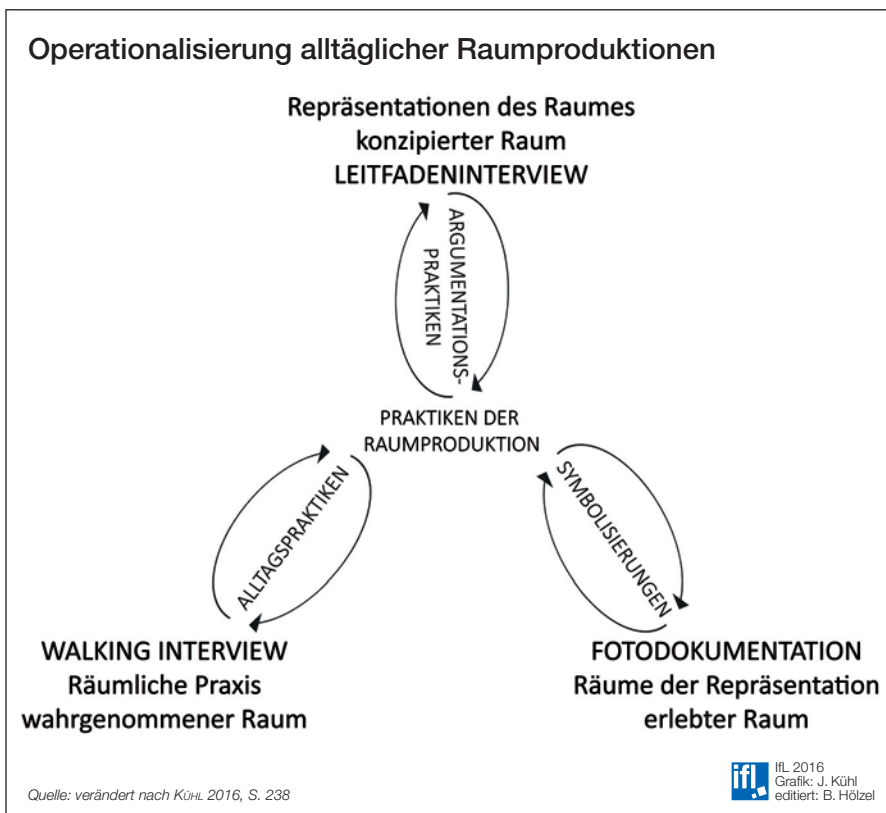 Operationalisierung alltäglicher Raumproduktionen
Repräsentationen des Raumes
konzipierter Raum
LEITFADENINTERVIEW
ARGUMENTATIONS-
PRAKTIKEN
PRAKTIKEN DER
RAUMPRODUKTION
ALLTAGSPRAKTIKEN
SYMBOLISIERUNGEN
WALKING INTERVIEW
Räumliche Praxis
wahrgenommener Raum
FOTODOKUMENTATION
Räume der Repräsentation
erlebter Raum
Quelle: verändert nach KÜHL 2016, S. 238
ifl
IfL 2016
Grafik: J. Kühl
editiert: B. Hölzel